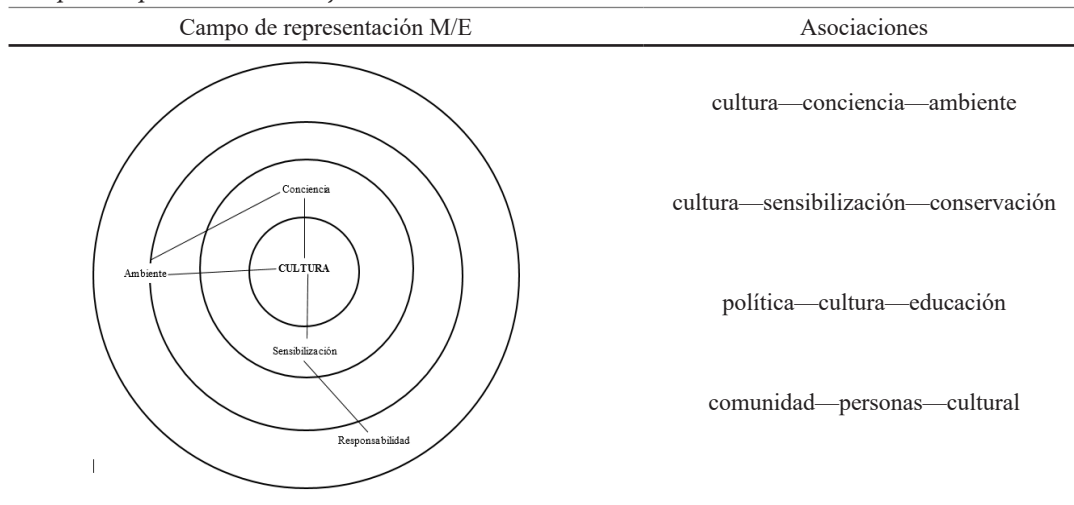 Campo de representación M/E
Asociaciones
Conciencia
Ambiente
CULTURA
Sensibilización
Responsabilidad
cultura—conciencia—ambiente
cultura—sensibilización—conservación
política—cultura—educación
comunidad—personas—cultural